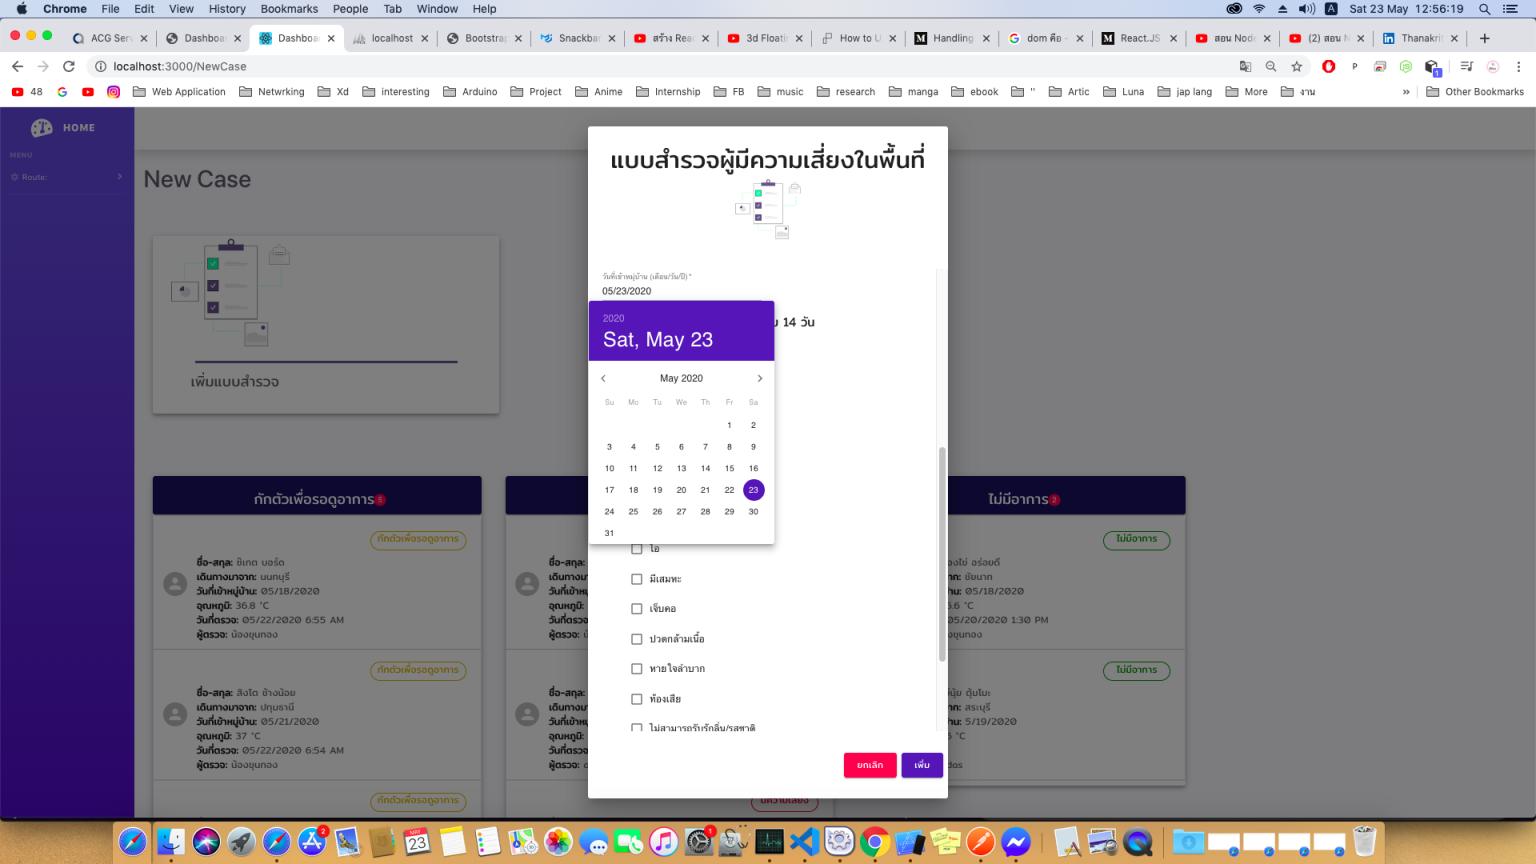 Chrome File Edit View History Bookmarks People Tab Window Help A Sat 23 May 12:56:19
ACG Serv Dashboa Dashboa localhost Bootstrap Snackba สร้าง Rea 3d Floatin How to U Handling dom คือ - React.JS สอน Node (2) สอน N Thanakrit
localhost:3000/NewCase
48 Web Application Netwrking Xd interesting Arduino Project Anime Internship FB music research manga ebook " Artic Luna jap lang More งาน » Other Bookmarks
HOME
MENU
Route:
New Case
เพิ่มแบบสำรวจ
แบบสำรวจผู้มีความเสี่ยงในพื้นที่
วันที่เข้าหมู่บ้าน (เดือน/วัน/ปี) *
05/23/2020
14 วัน
2020
Sat, May 23
May 2020
Su Mo Tu We Th Fr Sa
1 2
3 4 5 6 7 8 9
10 11 12 13 14 15 16
17 18 19 20 21 22 23
24 25 26 27 28 29 30
31
ไอ
มีเสมหะ
เจ็บคอ
ปวดกล้ามเนื้อ
หายใจลำบาก
ท้องเสีย
ไม่สามารถรับรู้กลิ่น/รสชาติ
ยกเลิก เพิ่ม
กักตัวเพื่อรอดูอาการ 5
กักตัวเพื่อรอดูอาการ
ชื่อ-สกุล: ชิเกต บอร์ด
เดินทางมาจาก: นนทบุรี
วันที่เข้าหมู่บ้าน: 05/18/2020
อุณหภูมิ: 36.8 °C
วันที่ตรวจ: 05/22/2020 6:55 AM
ผู้ตรวจ: น้องขุนทอง
กักตัวเพื่อรอดูอาการ
ชื่อ-สกุล: สิงโต ช้างน้อย
เดินทางมาจาก: ปทุมธานี
วันที่เข้าหมู่บ้าน: 05/21/2020
อุณหภูมิ: 37 °C
วันที่ตรวจ: 05/22/2020 6:54 AM
ผู้ตรวจ: น้องขุนทอง
กักตัวเพื่อรอดูอาการ
ชื่อ-สกุล:
เดินทางม
วันที่เข้าห
อุณหภูมิ:
วันที่ตรวจ
ผู้ตรวจ:
ชื่อ-สกุล:
เดินทางม
วันที่เข้าห
อุณหภูมิ:
วันที่ตรวจ
ผู้ตรวจ:
มีความเสี่ยง
ไม่มีอาการ 2
ไม่มีอาการ
องไข่ อร่อยดี
ชัยนาท
05/18/2020
.6 °C
05/20/2020 1:30 PM
ขุนทอง
ไม่มีอาการ
นุ้ย ตุ้มโมะ
สระบุรี
5/19/2020
°C
dos
MAY
23